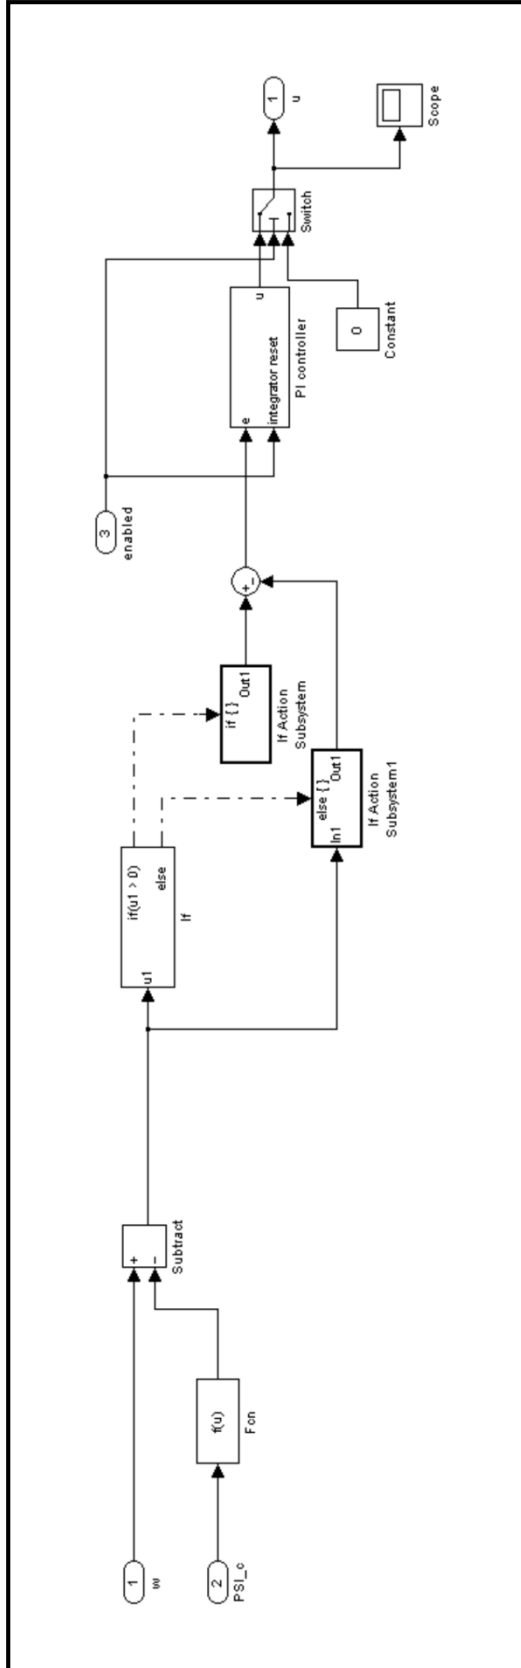 1
w
2
PSI_c
f(u)
Fcn
+
−
Subtract
u1
if(u1 > 0)
else
If
if { }
Out1
If Action
Subsystem
else { }
In1
Out1
If Action
Subsystem1
+
−
3
enabled
e
integrator reset
u
PI controller
0
Constant
Switch
1
u
Scope